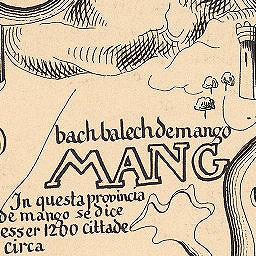 bach balech de mango
MANG
In questa provincia
de mango se dice
esser 1200 cittade
circa